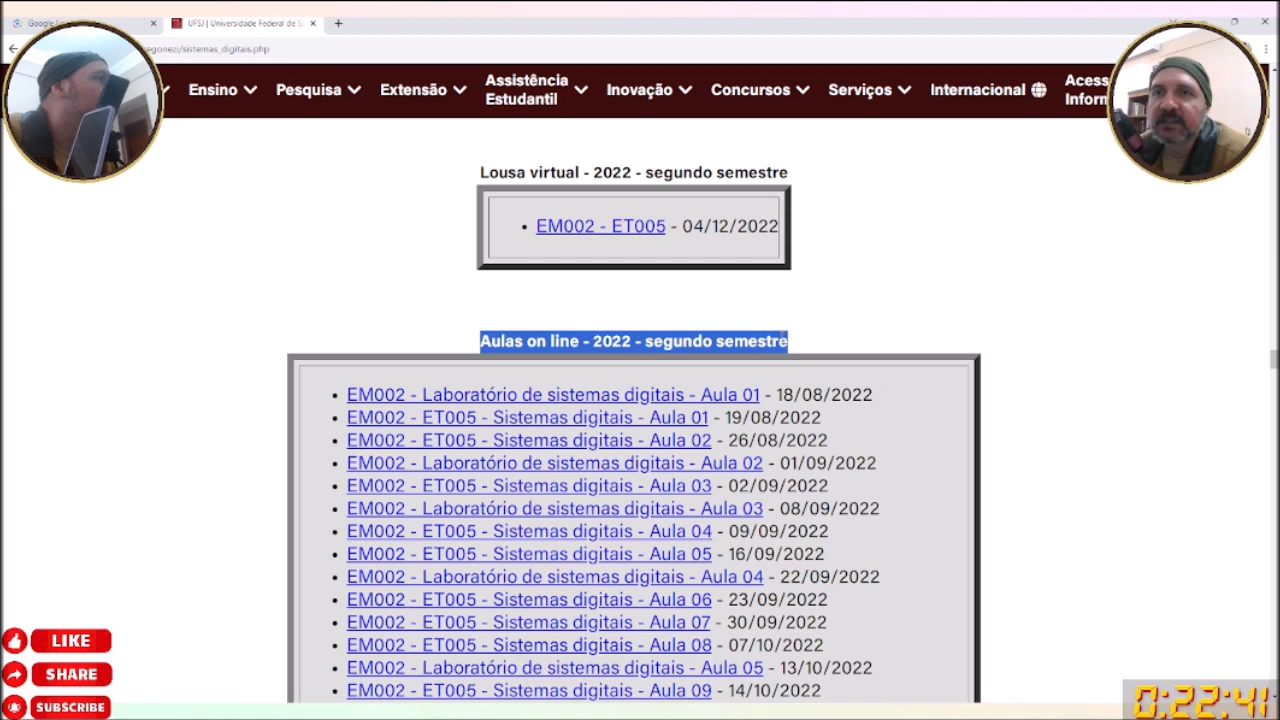 UFSJ | Universidade Federal de S
egonezi/sistemas_digitais.php
Ensino
Pesquisa
Extensão
Assistência
Estudantil
Inovação
Concursos
Serviços
Internacional
Lousa virtual - 2022 - segundo semestre
• EM002 - ET005 - 04/12/2022
Aulas on line - 2022 - segundo semestre
• EM002 - Laboratório de sistemas digitais - Aula 01 - 18/08/2022
• EM002 - ET005 - Sistemas digitais - Aula 01 - 19/08/2022
• EM002 - ET005 - Sistemas digitais - Aula 02 - 26/08/2022
• EM002 - Laboratório de sistemas digitais - Aula 02 - 01/09/2022
• EM002 - ET005 - Sistemas digitais - Aula 03 - 02/09/2022
• EM002 - Laboratório de sistemas digitais - Aula 03 - 08/09/2022
• EM002 - ET005 - Sistemas digitais - Aula 04 - 09/09/2022
• EM002 - ET005 - Sistemas digitais - Aula 05 - 16/09/2022
• EM002 - Laboratório de sistemas digitais - Aula 04 - 22/09/2022
• EM002 - ET005 - Sistemas digitais - Aula 06 - 23/09/2022
• EM002 - ET005 - Sistemas digitais - Aula 07 - 30/09/2022
• EM002 - ET005 - Sistemas digitais - Aula 08 - 07/10/2022
• EM002 - Laboratório de sistemas digitais - Aula 05 - 13/10/2022
• EM002 - ET005 - Sistemas digitais - Aula 09 - 14/10/2022
LIKE
SHARE
SUBSCRIBE
0:22:41